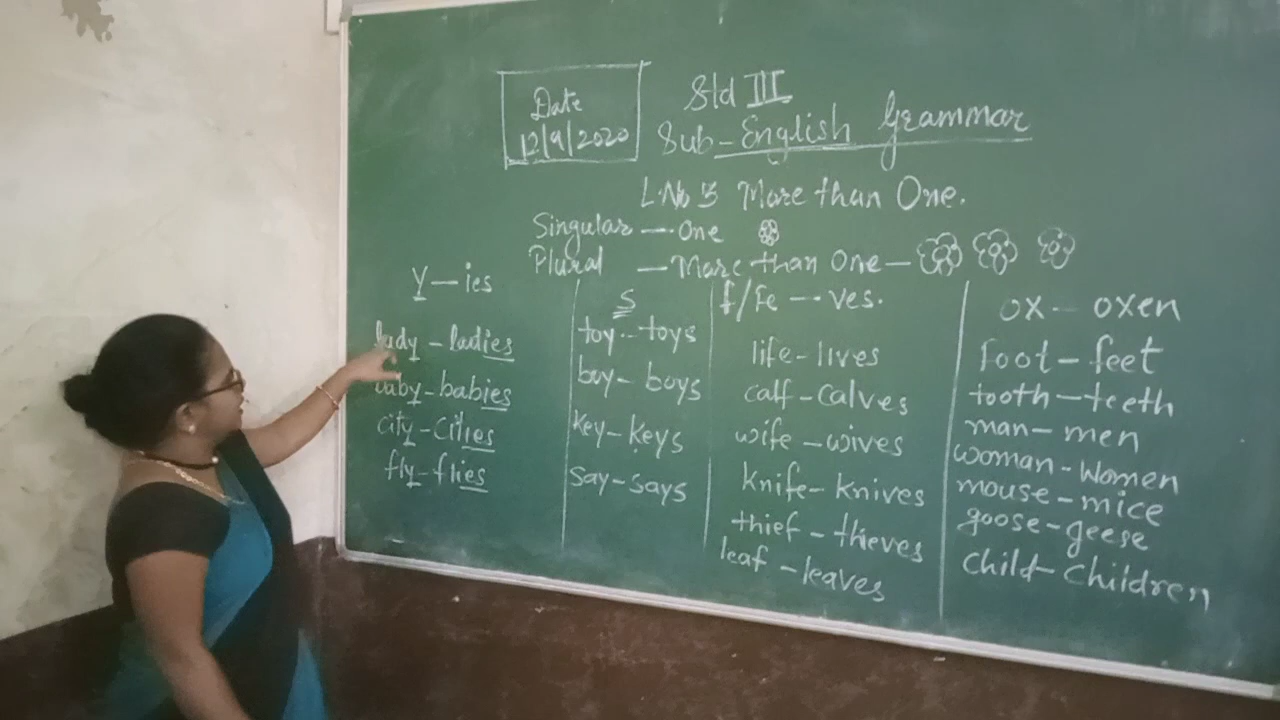 Date
12/9/2020
Std III
Sub-English Grammar
L.No 5 More than One.
Singular — One
Plural — More than One —
Y — ies
lady - ladies
baby - babies
city - cities
fly - flies
s
toy - toys
boy - boys
key - keys
say - says
f/fe - ves.
life - lives
calf - calves
wife - wives
knife - knives
thief - thieves
leaf - leaves
ox - oxen
foot - feet
tooth - teeth
man - men
woman - women
mouse - mice
goose - geese
child - children